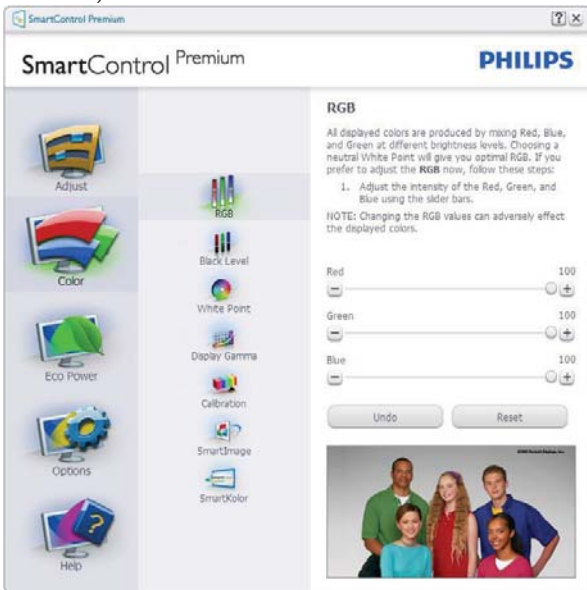 SmartControl Premium
SmartControl Premium
PHILIPS
Adjust
Color
Eco Power
Options
Help
RGB
Black Level
White Point
Display Gamma
Calibration
SmartImage
SmartKolor
RGB
All displayed colors are produced by mixing Red, Blue,
and Green at different brightness levels. Choosing a
neutral White Point will give you optimal RGB. If you
prefer to adjust the RGB now, follow these steps:
1. Adjust the intensity of the Red, Green, and
Blue using the slider bars.
NOTE: Changing the RGB values can adversely effect
the displayed colors.
Red 100
Green 100
Blue 100
Undo Reset